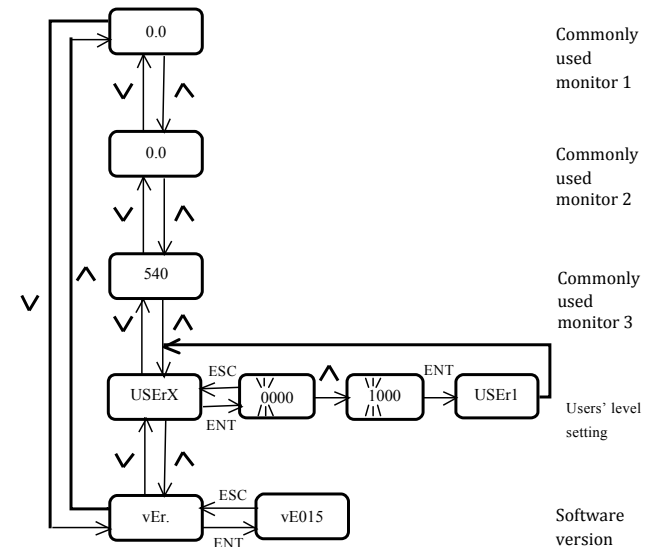 0.0
Commonly
used
monitor 1
0.0
Commonly
used
monitor 2
540
Commonly
used
monitor 3
USErX
ESC
ENT
0000
1000
ENT
USEr1
Users' level
setting
vEr.
ESC
ENT
vE015
Software
version